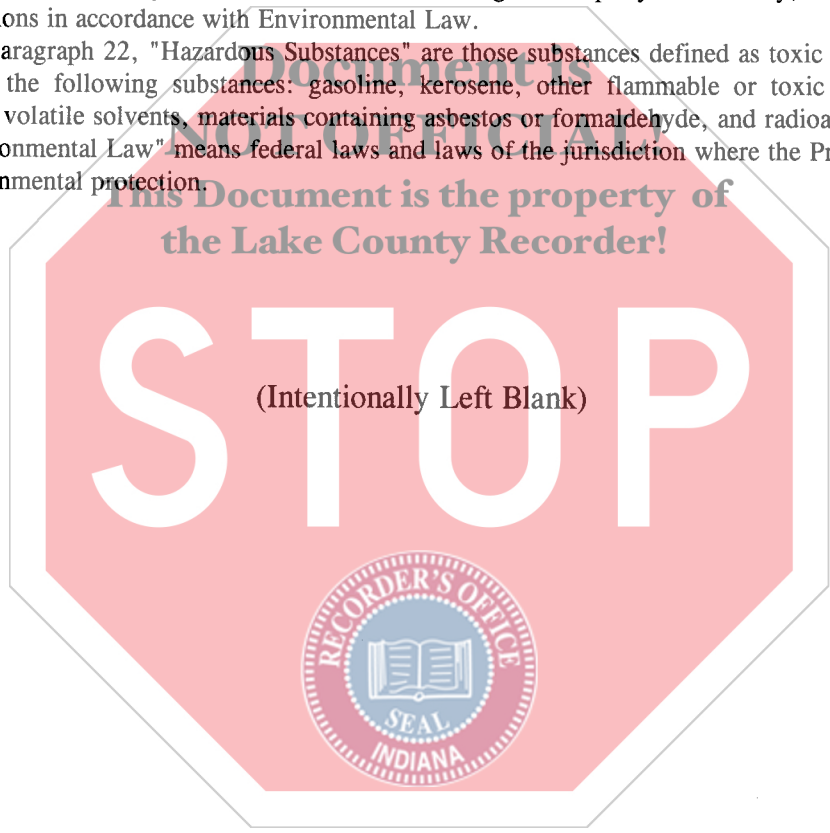 ons in accordance with Environmental Law.
aragraph 22, "Hazardous Substances" are those substances defined as toxic
the following substances: gasoline, kerosene, other flammable or toxic
volatile solvents, materials containing asbestos or formaldehyde, and radioa
onmental Law" means federal laws and laws of the jurisdiction where the Pr
nmental protection.
Document is
NOT OFFICIAL!
This Document is the property of
the Lake County Recorder!
STOP
(Intentionally Left Blank)
RECORDER'S OFFICE
SEAL
INDIANA